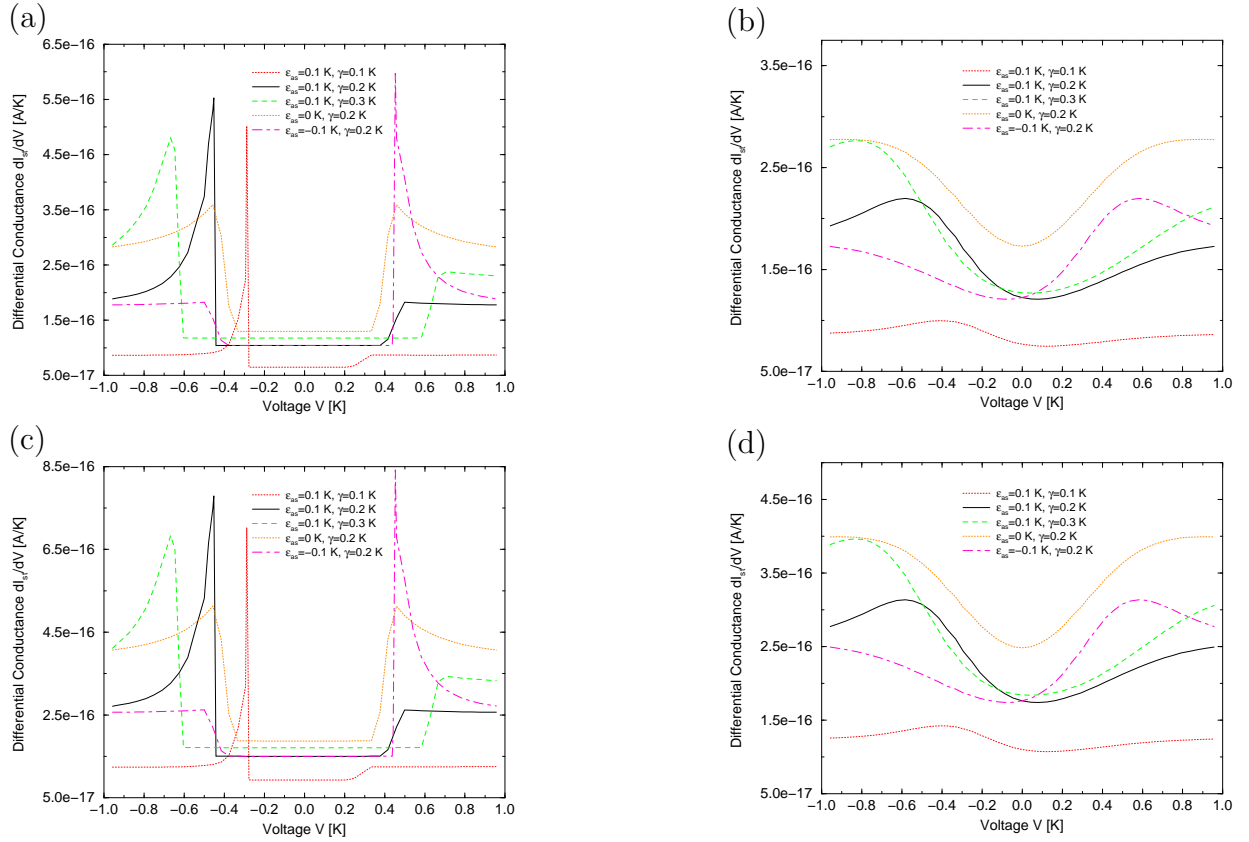 (a)
6.5e−16
5.5e−16
4.5e−16
3.5e−16
2.5e−16
1.5e−16
5.0e−17
Differential Conductance dI_st/dV [A/K]
ε_as=0.1 K, γ=0.1 K
ε_as=0.1 K, γ=0.2 K
ε_as=0.1 K, γ=0.3 K
ε_as=0 K, γ=0.2 K
ε_as=−0.1 K, γ=0.2 K
−1.0 −0.8 −0.6 −0.4 −0.2 0.0 0.2 0.4 0.6 0.8 1.0
Voltage V [K]
(b)
3.5e−16
2.5e−16
1.5e−16
5.0e−17
Differential Conductance dI_st/dV [A/K]
ε_as=0.1 K, γ=0.1 K
ε_as=0.1 K, γ=0.2 K
ε_as=0.1 K, γ=0.3 K
ε_as=0 K, γ=0.2 K
ε_as=−0.1 K, γ=0.2 K
−1.0 −0.8 −0.6 −0.4 −0.2 0.0 0.2 0.4 0.6 0.8 1.0
Voltage V [K]
(c)
8.5e−16
6.5e−16
4.5e−16
2.5e−16
5.0e−17
Differential Conductance dI_st/dV [A/K]
ε_as=0.1 K, γ=0.1 K
ε_as=0.1 K, γ=0.2 K
ε_as=0.1 K, γ=0.3 K
ε_as=0 K, γ=0.2 K
ε_as=−0.1 K, γ=0.2 K
−1.0 −0.8 −0.6 −0.4 −0.2 0.0 0.2 0.4 0.6 0.8 1.0
Voltage V [K]
(d)
4.5e−16
3.5e−16
2.5e−16
1.5e−16
5.0e−17
Differential Conductance dI_st/dV [A/K]
ε_as=0.1 K, γ=0.1 K
ε_as=0.1 K, γ=0.2 K
ε_as=0.1 K, γ=0.3 K
ε_as=0 K, γ=0.2 K
ε_as=−0.1 K, γ=0.2 K
−1.0 −0.8 −0.6 −0.4 −0.2 0.0 0.2 0.4 0.6 0.8 1.0
Voltage V [K]